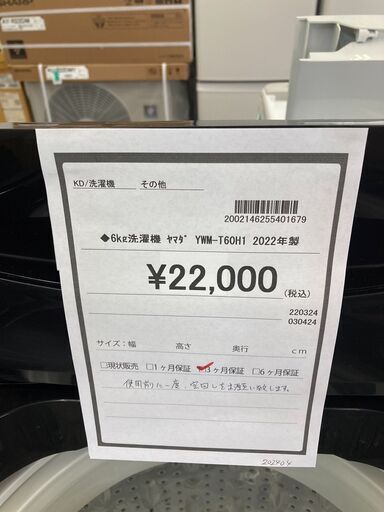 KD/洗濯機　その他
2002146255401679
◆6kg洗濯機 ﾔﾏﾀﾞ YWM-T60H1 2022年製
¥22,000
(税込)
220324
030424
サイズ:幅　高さ　奥行　cm
□現状販売 □1ヶ月保証 ✓3ヶ月保証 □6ヶ月保証
使用前に一度、空回しをお願い致します。
202404